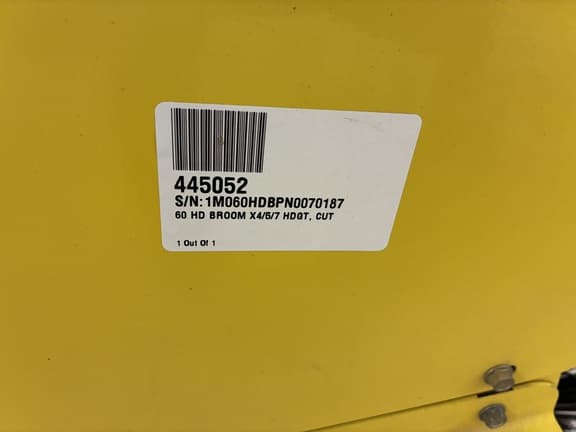 445052
S/N: 1M060HDBPN0070187
60 HD BROOM X4/5/7 HDGT, CUT
1 Out Of 1